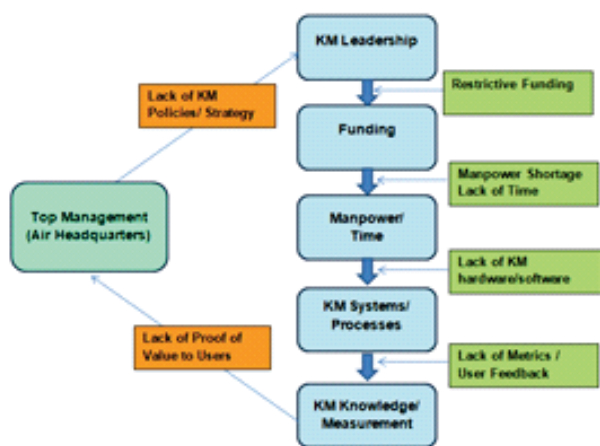 KM Leadership
Lack of KM
Policies/ Strategy
Restrictive Funding
Funding
Manpower Shortage
Lack of Time
Top Management
(Air Headquarters)
Manpower/
Time
Lack of KM
hardware/software
KM Systems/
Processes
Lack of Proof of
Value to Users
Lack of Metrics /
User Feedback
KM Knowledge/
Measurement